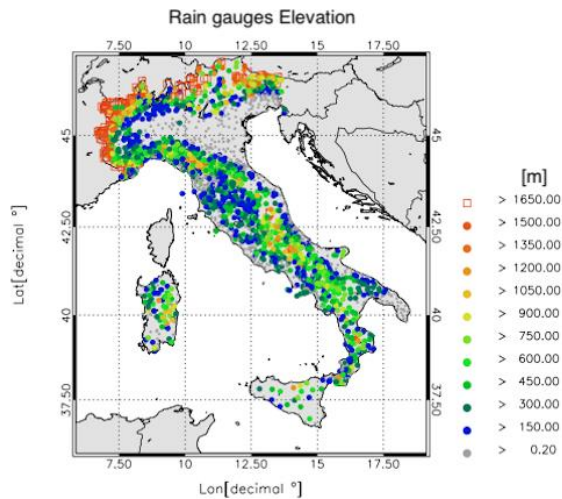 Rain gauges Elevation
7.50 10 12.50 15 17.50
45 45
42.50 42.50
40 40
37.50 37.50
7.50 10 12.50 15 17.50
Lat[decimal °]
Lon[decimal °]
[m]
> 1650.00
> 1500.00
> 1350.00
> 1200.00
> 1050.00
> 900.00
> 750.00
> 600.00
> 450.00
> 300.00
> 150.00
> 0.20